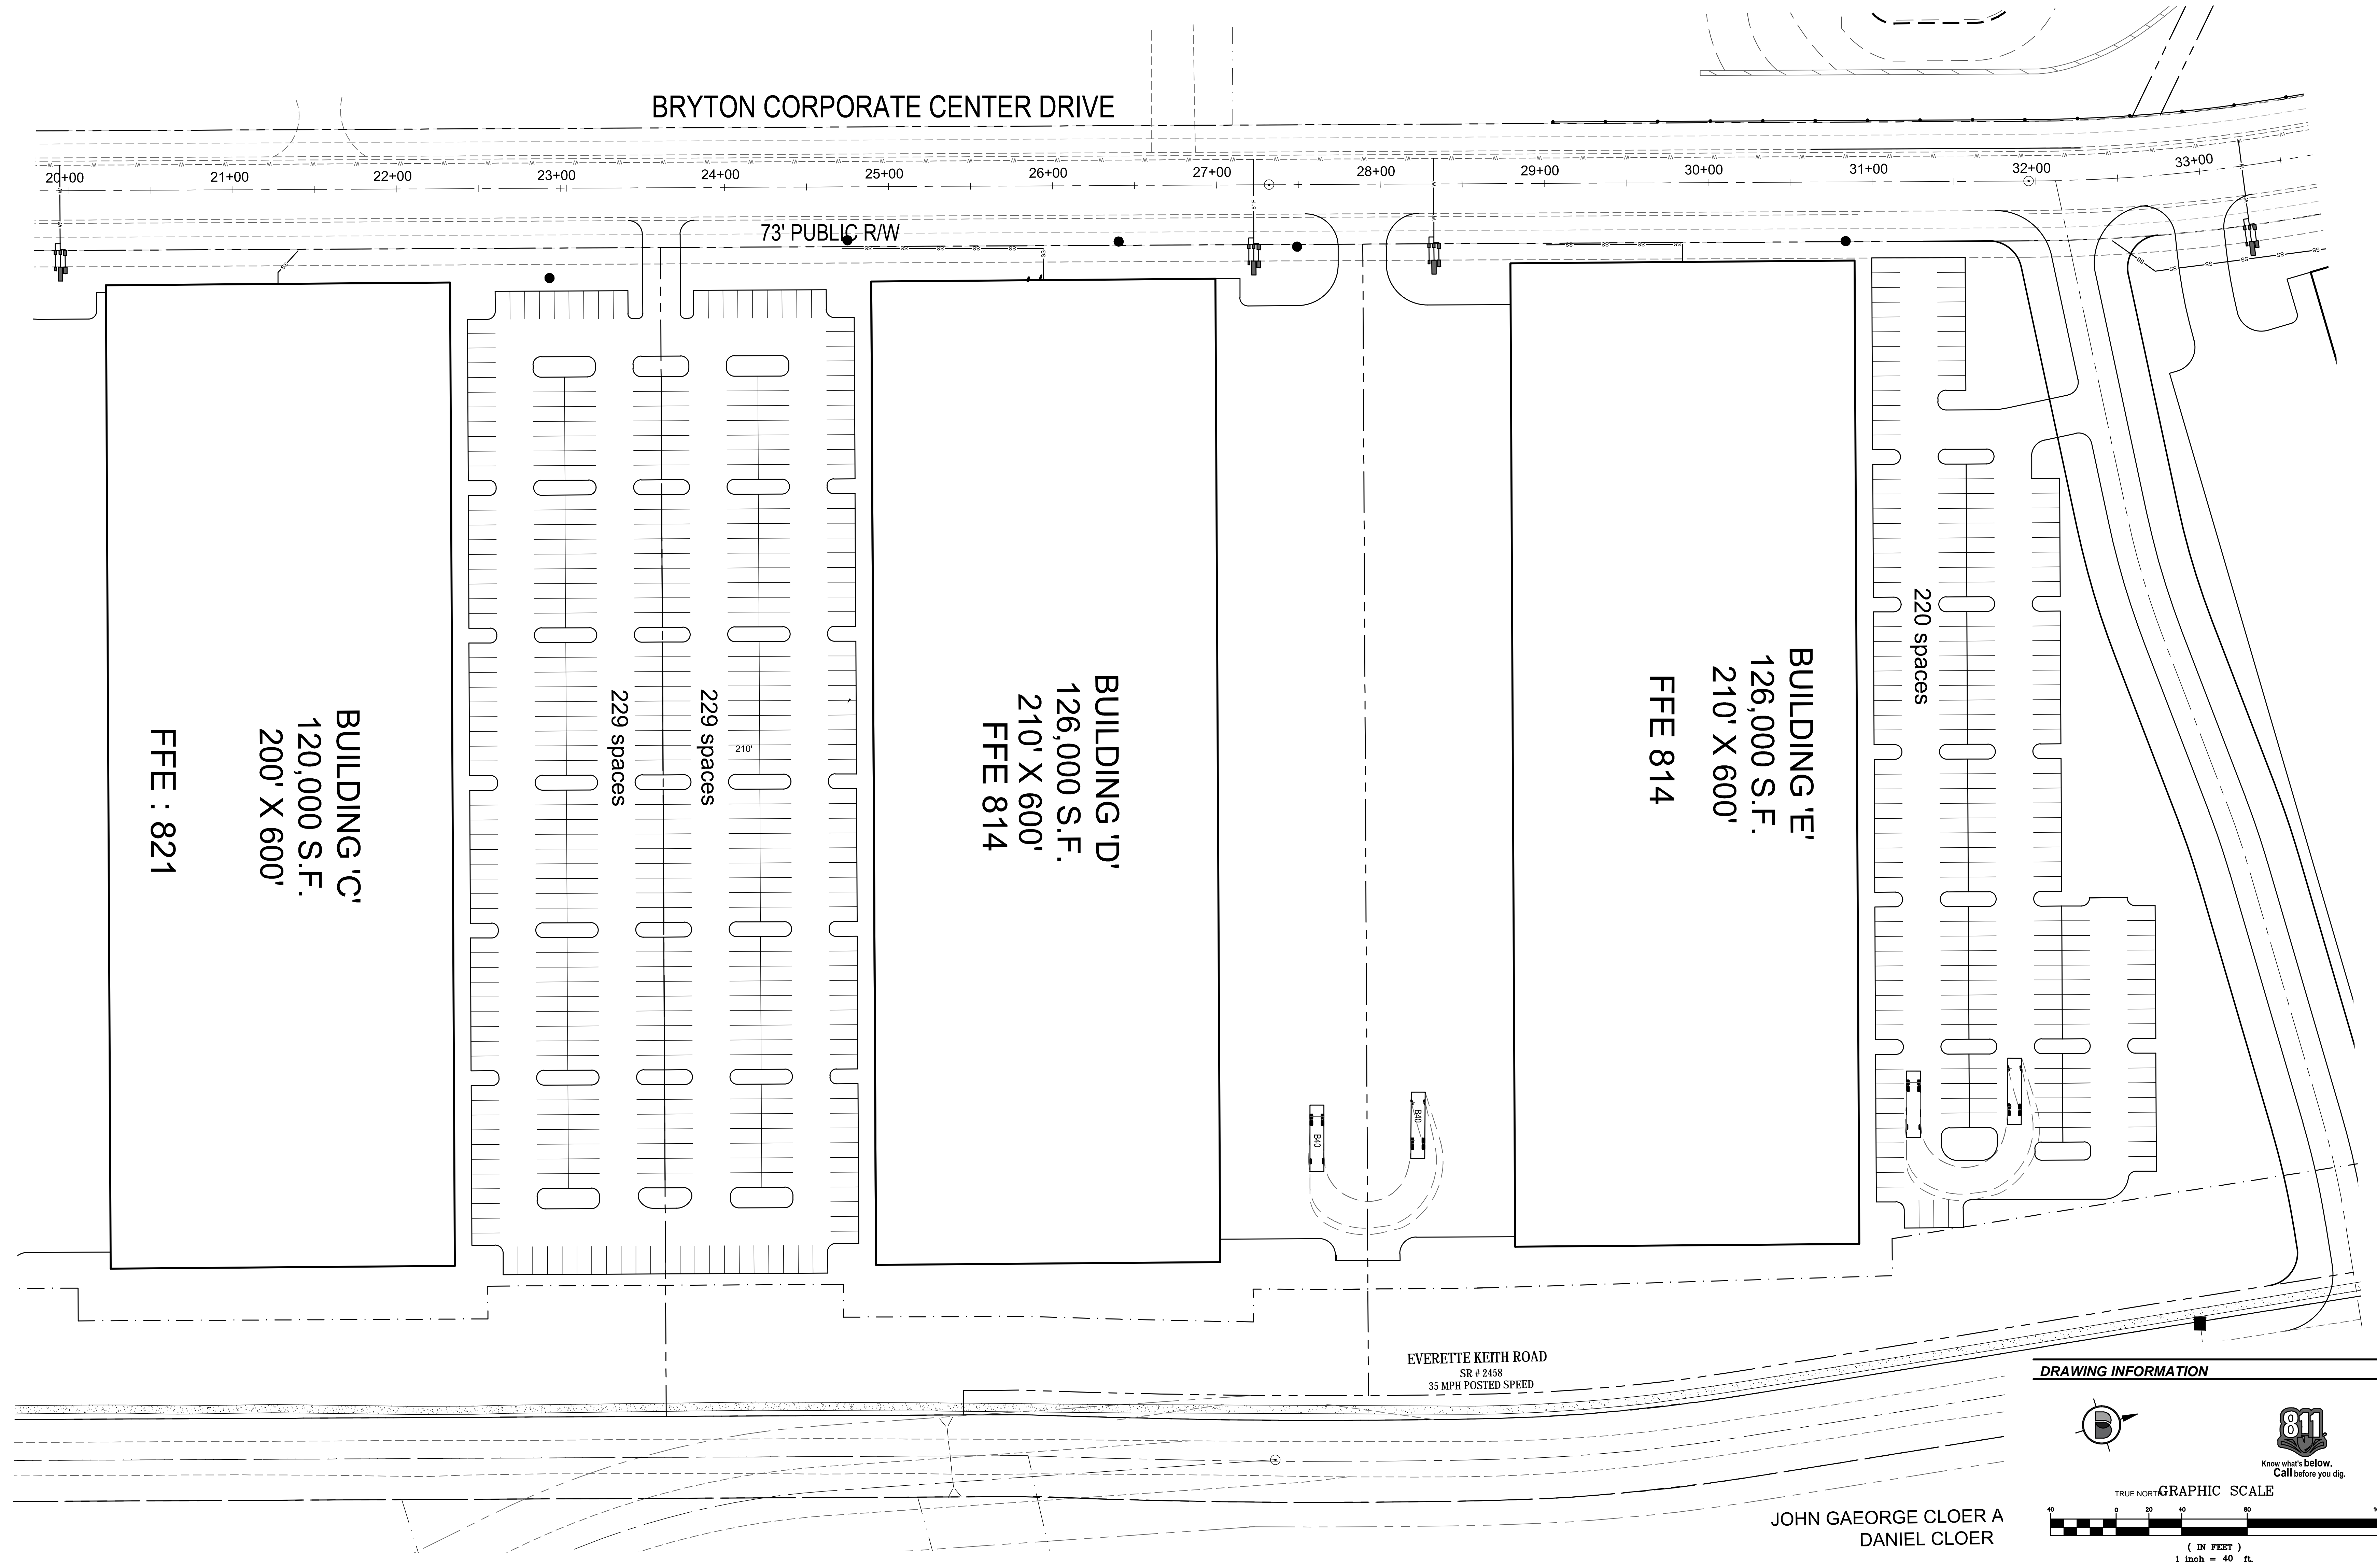 BRYTON CORPORATE CENTER DRIVE
20+00
21+00
22+00
23+00
24+00
25+00
26+00
27+00
28+00
29+00
30+00
31+00
32+00
33+00
73' PUBLIC R/W
BUILDING 'C'
120,000 S.F.
200' X 600'
FFE : 821
229 spaces
229 spaces
210'
BUILDING 'D'
126,000 S.F.
210' X 600'
FFE 814
B40
B40
BUILDING 'E'
126,000 S.F.
210' X 600'
FFE 814
220 spaces
EVERETTE KEITH ROAD
SR # 2458
35 MPH POSTED SPEED
JOHN GAEORGE CLOER A
DANIEL CLOER
DRAWING INFORMATION
811
Know what's below.
Call before you dig.
TRUE NORTH
GRAPHIC SCALE
40 0 20 40 80
( IN FEET )
1 inch = 40 ft.